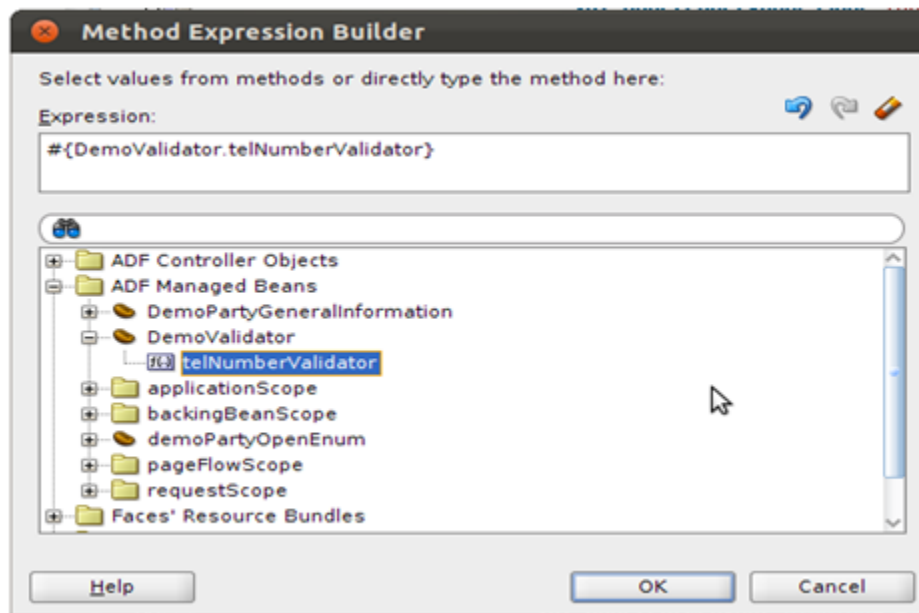 Method Expression Builder
Select values from methods or directly type the method here:
Expression:
#{DemoValidator.telNumberValidator}
ADF Controller Objects
ADF Managed Beans
DemoPartyGeneralInformation
DemoValidator
telNumberValidator
applicationScope
backingBeanScope
demoPartyOpenEnum
pageFlowScope
requestScope
Faces' Resource Bundles
Help
OK
Cancel